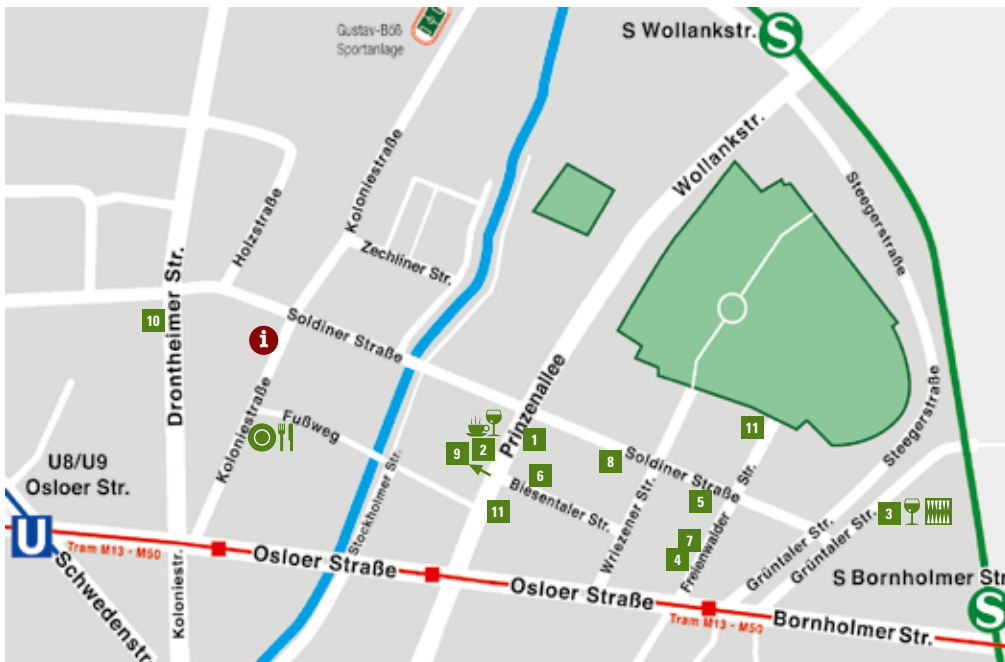 Gustav-Böß
Sportanlage
S Wollankstr.
S
Wollankstr.
Koloniestraße
Holzstraße
Zechliner Str.
Steegerstraße
Drontheimer Str.
10
i
Soldiner Straße
Koloniestraße
Fußweg
Prinzenallee
1
2
9
6
8
11
Soldiner Straße
5
Steegerstraße
U8/U9
Osloer Str.
Stockholmer Str.
11
Biesentaler Str.
Wriezener Str.
7
4
Freienwalder Str.
3
Grüntaler Str.
Grüntaler Str.
U
Tram M13 - M50
Osloer Straße
Osloer Straße
S Bornholmer Str
S
Schwedenstr.
Koloniestr.
Tram M13 - M50
Bornholmer Str.